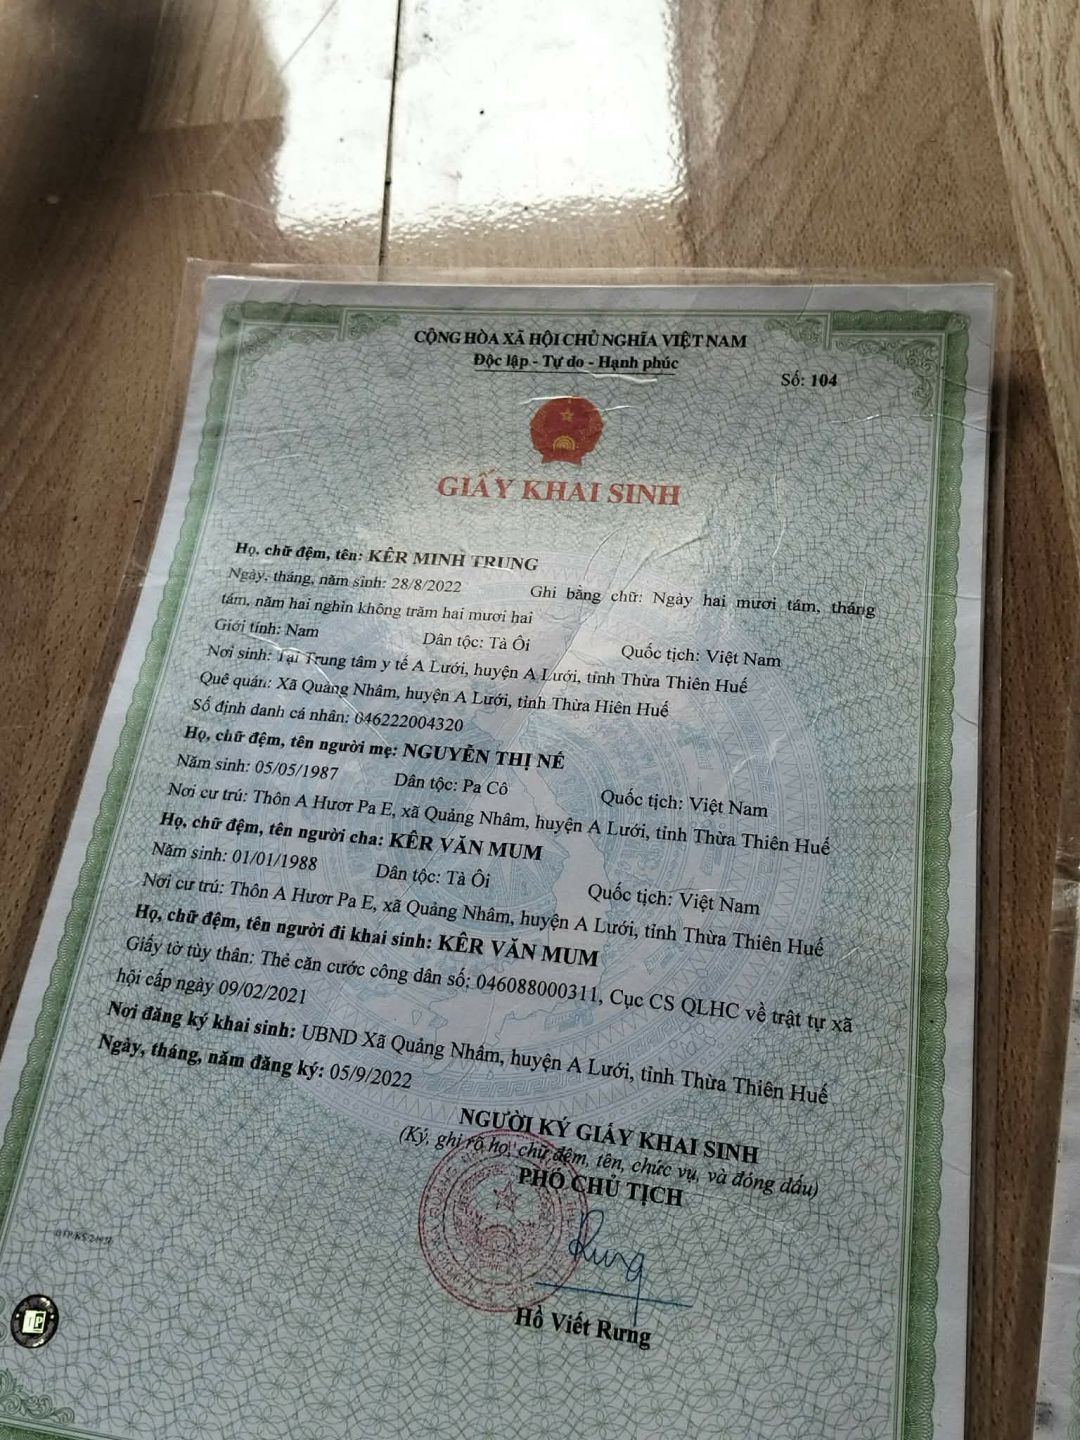 CỘNG HÒA XÃ HỘI CHỦ NGHĨA VIỆT NAM
Độc lập - Tự do - Hạnh phúc
Số: 104
GIẤY KHAI SINH
Họ, chữ đệm, tên: KÊR MINH TRUNG
Ngày, tháng, năm sinh: 28/8/2022 Ghi bằng chữ: Ngày hai mươi tám, tháng
tám, năm hai nghìn không trăm hai mươi hai
Giới tính: Nam Dân tộc: Tà Ôi Quốc tịch: Việt Nam
Nơi sinh: Tại Trung tâm y tế A Lưới, huyện A Lưới, tỉnh Thừa Thiên Huế
Quê quán: Xã Quảng Nhâm, huyện A Lưới, tỉnh Thừa Hiên Huế
Số định danh cá nhân: 046222004320
Họ, chữ đệm, tên người mẹ: NGUYỄN THỊ NÉ
Năm sinh: 05/05/1987 Dân tộc: Pa Cô Quốc tịch: Việt Nam
Nơi cư trú: Thôn A Hươr Pa E, xã Quảng Nhâm, huyện A Lưới, tỉnh Thừa Thiên Huế
Họ, chữ đệm, tên người cha: KÊR VĂN MUM
Năm sinh: 01/01/1988 Dân tộc: Tà Ôi Quốc tịch: Việt Nam
Nơi cư trú: Thôn A Hươr Pa E, xã Quảng Nhâm, huyện A Lưới, tỉnh Thừa Thiên Huế
Họ, chữ đệm, tên người đi khai sinh: KÊR VĂN MUM
Giấy tờ tùy thân: Thẻ căn cước công dân số: 046088000311, Cục CS QLHC về trật tự xã
hội cấp ngày 09/02/2021
Nơi đăng ký khai sinh: UBND Xã Quảng Nhâm, huyện A Lưới, tỉnh Thừa Thiên Huế
Ngày, tháng, năm đăng ký: 05/9/2022
NGƯỜI KÝ GIẤY KHAI SINH
(Ký, ghi rõ họ, chữ đệm, tên, chức vụ, và đóng dấu)
PHÓ CHỦ TỊCH
Rưng
Hồ Viết Rưng